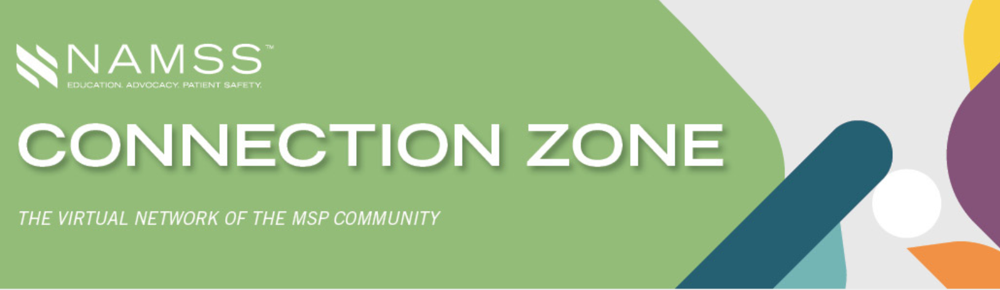 NAMSS™
EDUCATION. ADVOCACY. PATIENT SAFETY.
CONNECTION ZONE
THE VIRTUAL NETWORK OF THE MSP COMMUNITY